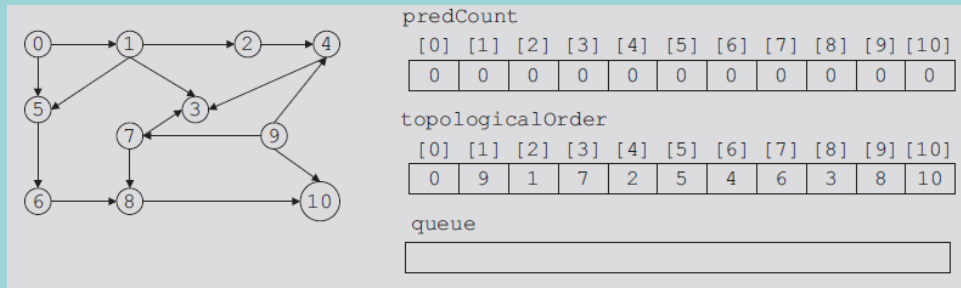 0 1 2 4
5 3
7 9
6 8 10
predCount
[0] [1] [2] [3] [4] [5] [6] [7] [8] [9] [10]
0 0 0 0 0 0 0 0 0 0 0
topologicalOrder
[0] [1] [2] [3] [4] [5] [6] [7] [8] [9] [10]
0 9 1 7 2 5 4 6 3 8 10
queue